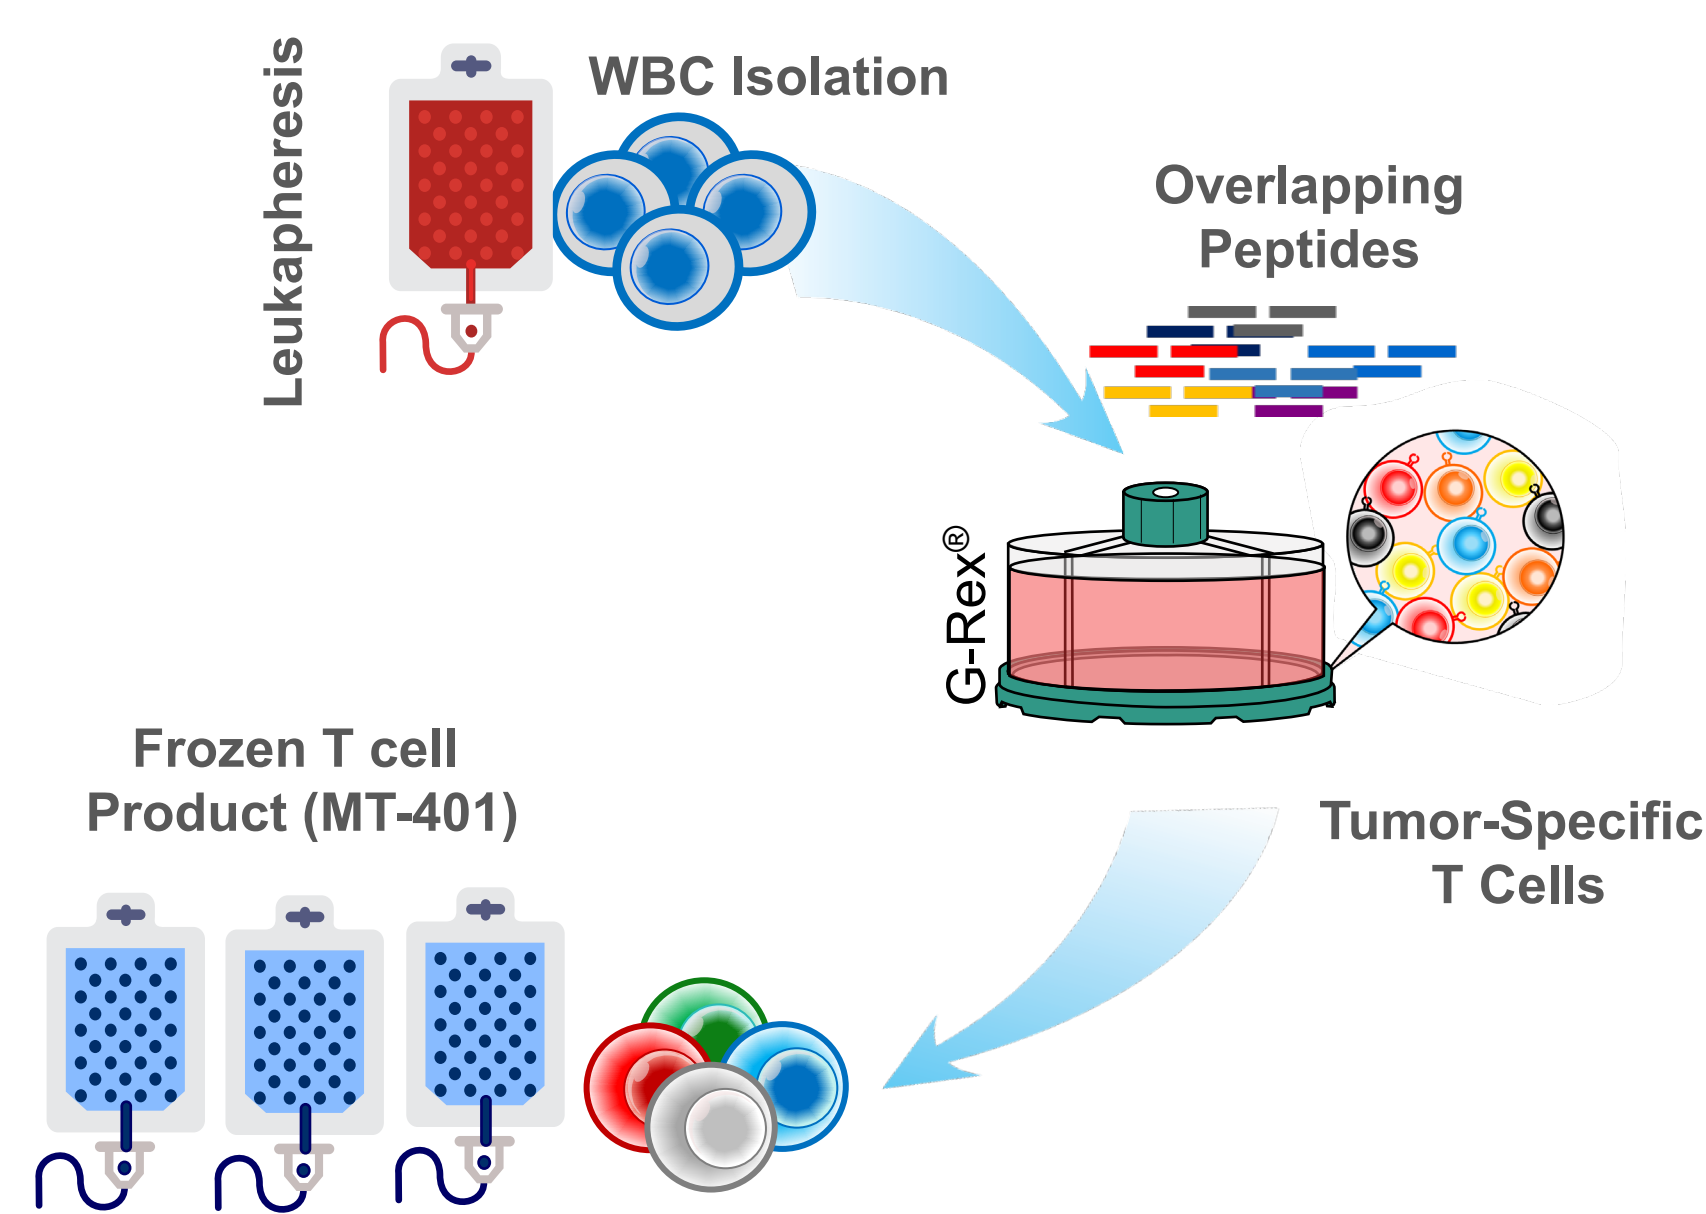 Leukapheresis
WBC Isolation
Overlapping
Peptides
G-Rex®
Tumor-Specific
T Cells
Frozen T cell
Product (MT-401)